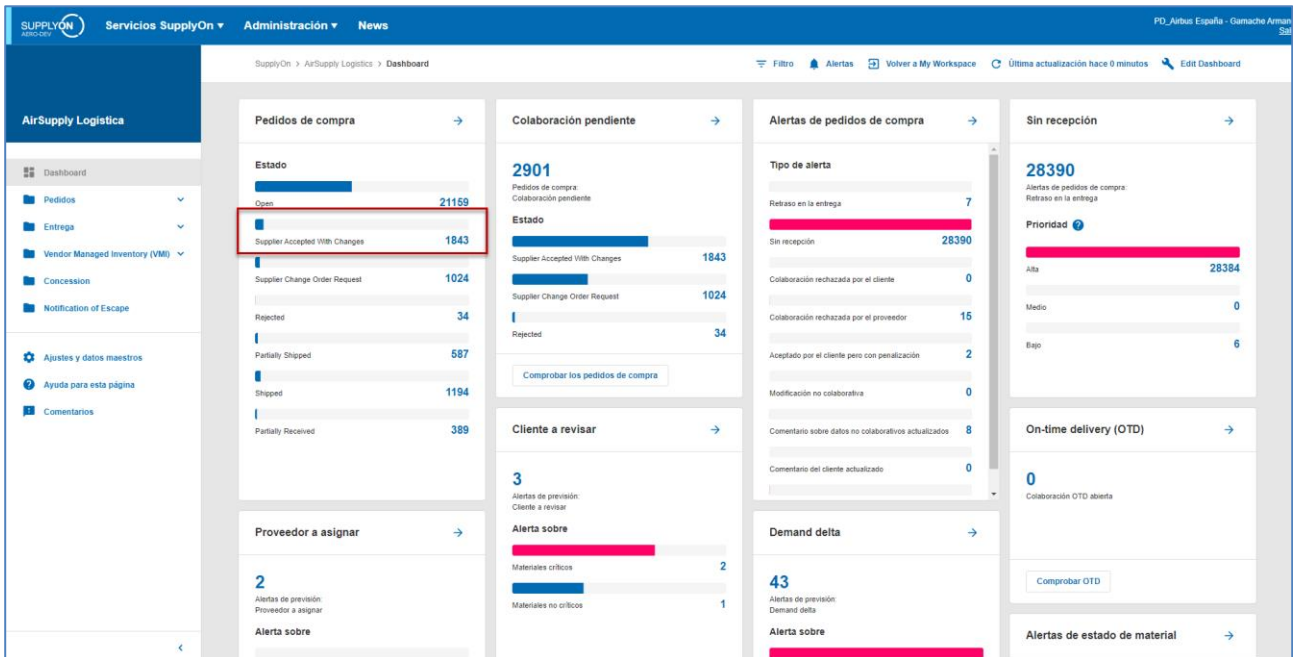 SUPPLYON
AERO-DEV
Servicios SupplyOn
Administración
News
PD_Airbus España - Gamache Arman
Sal
SupplyOn > AirSupply Logistics > Dashboard
Filtro
Alertas
Volver a My Workspace
Última actualización hace 0 minutos
Edit Dashboard
AirSupply Logística
Dashboard
Pedidos
Entrega
Vendor Managed Inventory (VMI)
Concession
Notification of Escape
Ajustes y datos maestros
Ayuda para esta página
Comentarios
Pedidos de compra
Estado
Open 21159
Supplier Accepted With Changes 1843
Supplier Change Order Request 1024
Rejected 34
Partially Shipped 587
Shipped 1194
Partially Received 389
Proveedor a asignar
2
Alertas de previsión:
Proveedor a asignar
Alerta sobre
Colaboración pendiente
2901
Pedidos de compra:
Colaboración pendiente
Estado
Supplier Accepted With Changes 1843
Supplier Change Order Request 1024
Rejected 34
Comprobar los pedidos de compra
Cliente a revisar
3
Alertas de previsión:
Cliente a revisar
Alerta sobre
Materiales críticos 2
Materiales no críticos 1
Alertas de pedidos de compra
Tipo de alerta
Retraso en la entrega 7
Sin recepción 28390
Colaboración rechazada por el cliente 0
Colaboración rechazada por el proveedor 15
Aceptado por el cliente pero con penalización 2
Modificación no colaborativa 0
Comentario sobre datos no colaborativos actualizados 8
Comentario del cliente actualizado 0
Demand delta
43
Alertas de previsión:
Demand delta
Alerta sobre
Sin recepción
28390
Alertas de pedidos de compra:
Retraso en la entrega
Prioridad
Alta 28384
Medio 0
Bajo 6
On-time delivery (OTD)
0
Colaboración OTD abierta
Comprobar OTD
Alertas de estado de material